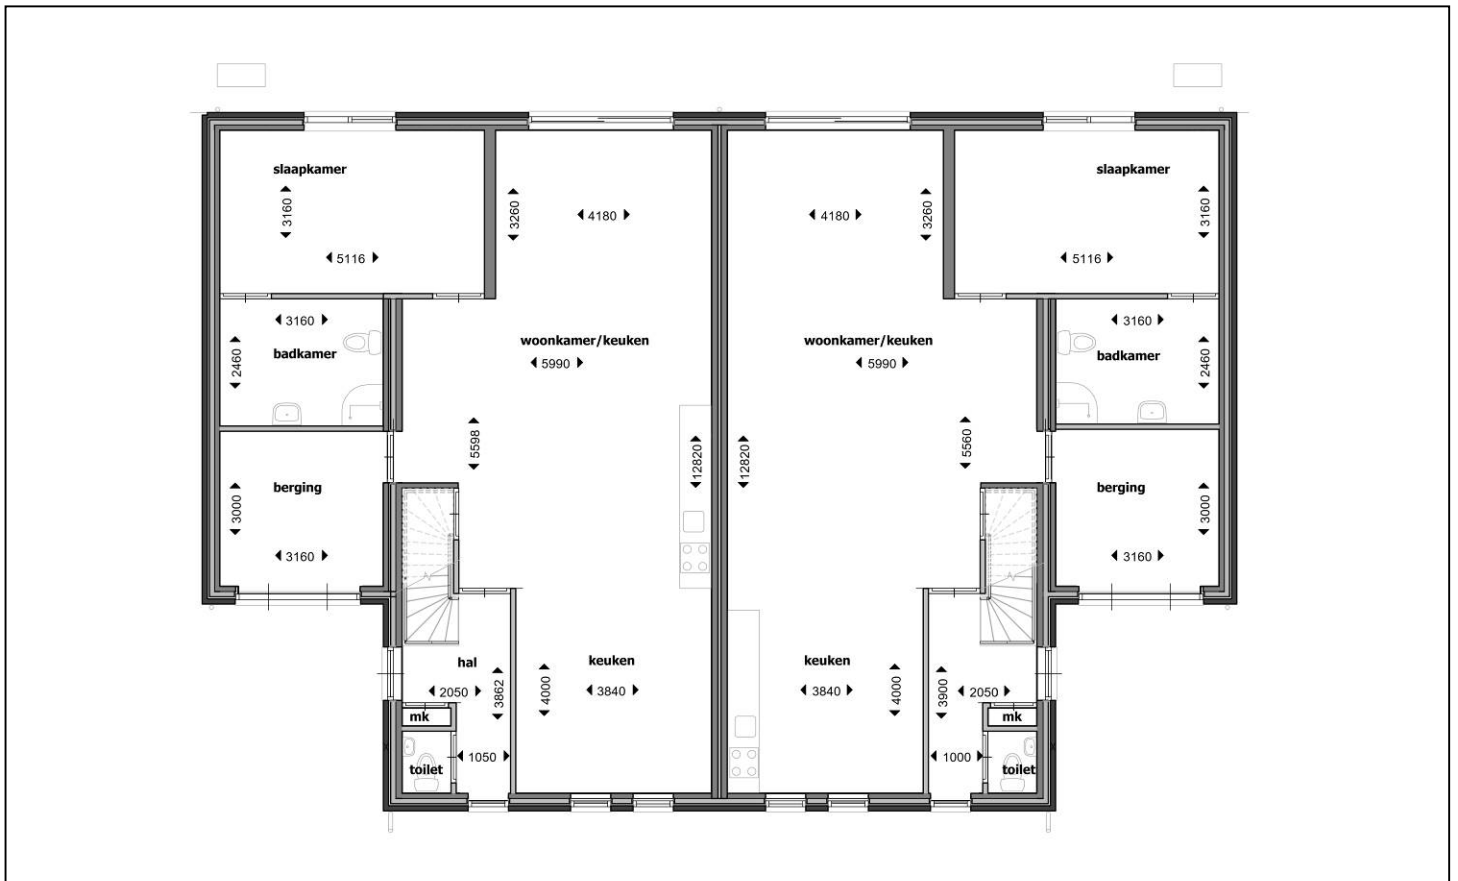 slaapkamer
slaapkamer
3160
3260
4180
4180
3260
3160
5116
5116
3160
3160
woonkamer/keuken
woonkamer/keuken
badkamer
badkamer
2460
5990
5990
2460
5598
12820
12820
5560
berging
berging
3000
3000
3160
3160
hal
keuken
keuken
2050
3862
4000
3840
3840
4000
3900
2050
mk
mk
1050
1000
toilet
toilet